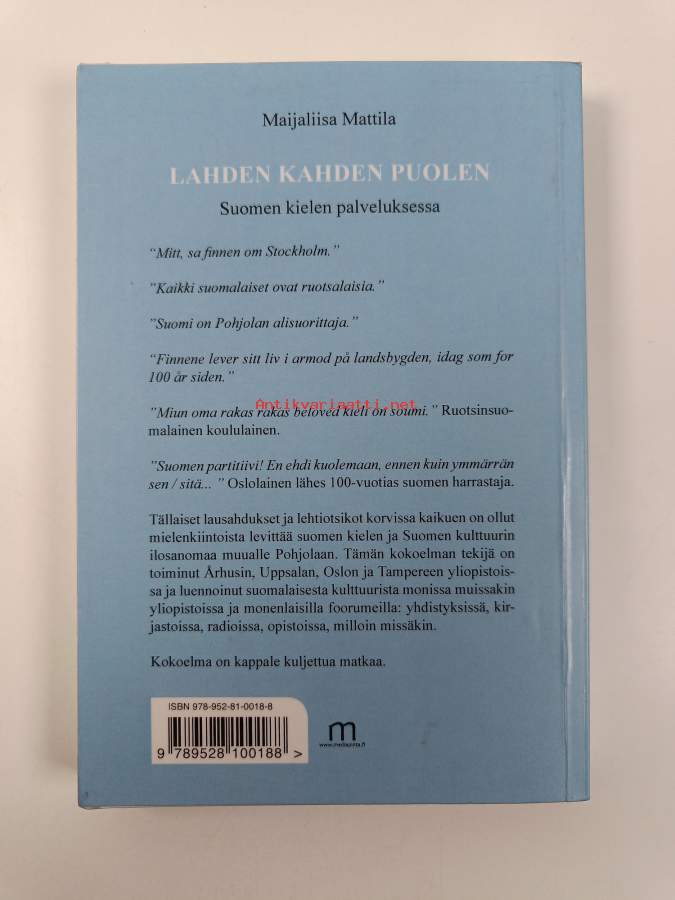 Maijaliisa Mattila
LAHDEN KAHDEN PUOLEN
Suomen kielen palveluksessa
“Mitt, sa finnen om Stockholm.”
”Kaikki suomalaiset ovat ruotsalaisia.”
”Suomi on Pohjolan alisuorittaja.”
“Finnene lever sitt liv i armod på landsbygden, idag som for
100 år siden.”
Antikvariaatti.net
”Miun oma rakas rakas beloved kieli on soumi.” Ruotsinsuo-
malainen koululainen.
”Suomen partitiivi! En ehdi kuolemaan, ennen kuin ymmärrän
sen / sitä... ” Oslolainen lähes 100-vuotias suomen harrastaja.
Tällaiset lausahdukset ja lehtiotsikot korvissa kaikuen on ollut
mielenkiintoista levittää suomen kielen ja Suomen kulttuurin
ilosanomaa muualle Pohjolaan. Tämän kokoelman tekijä on
toiminut Århusin, Uppsalan, Oslon ja Tampereen yliopistois-
sa ja luennoinut suomalaisesta kulttuurista monissa muissakin
yliopistoissa ja monenlaisilla foorumeilla: yhdistyksissä, kir-
jastoissa, radioissa, opistoissa, milloin missäkin.
Kokoelma on kappale kuljettua matkaa.
ISBN 978-952-81-0018-8
9 789528 100188 >
m
www.mediapinta.fi